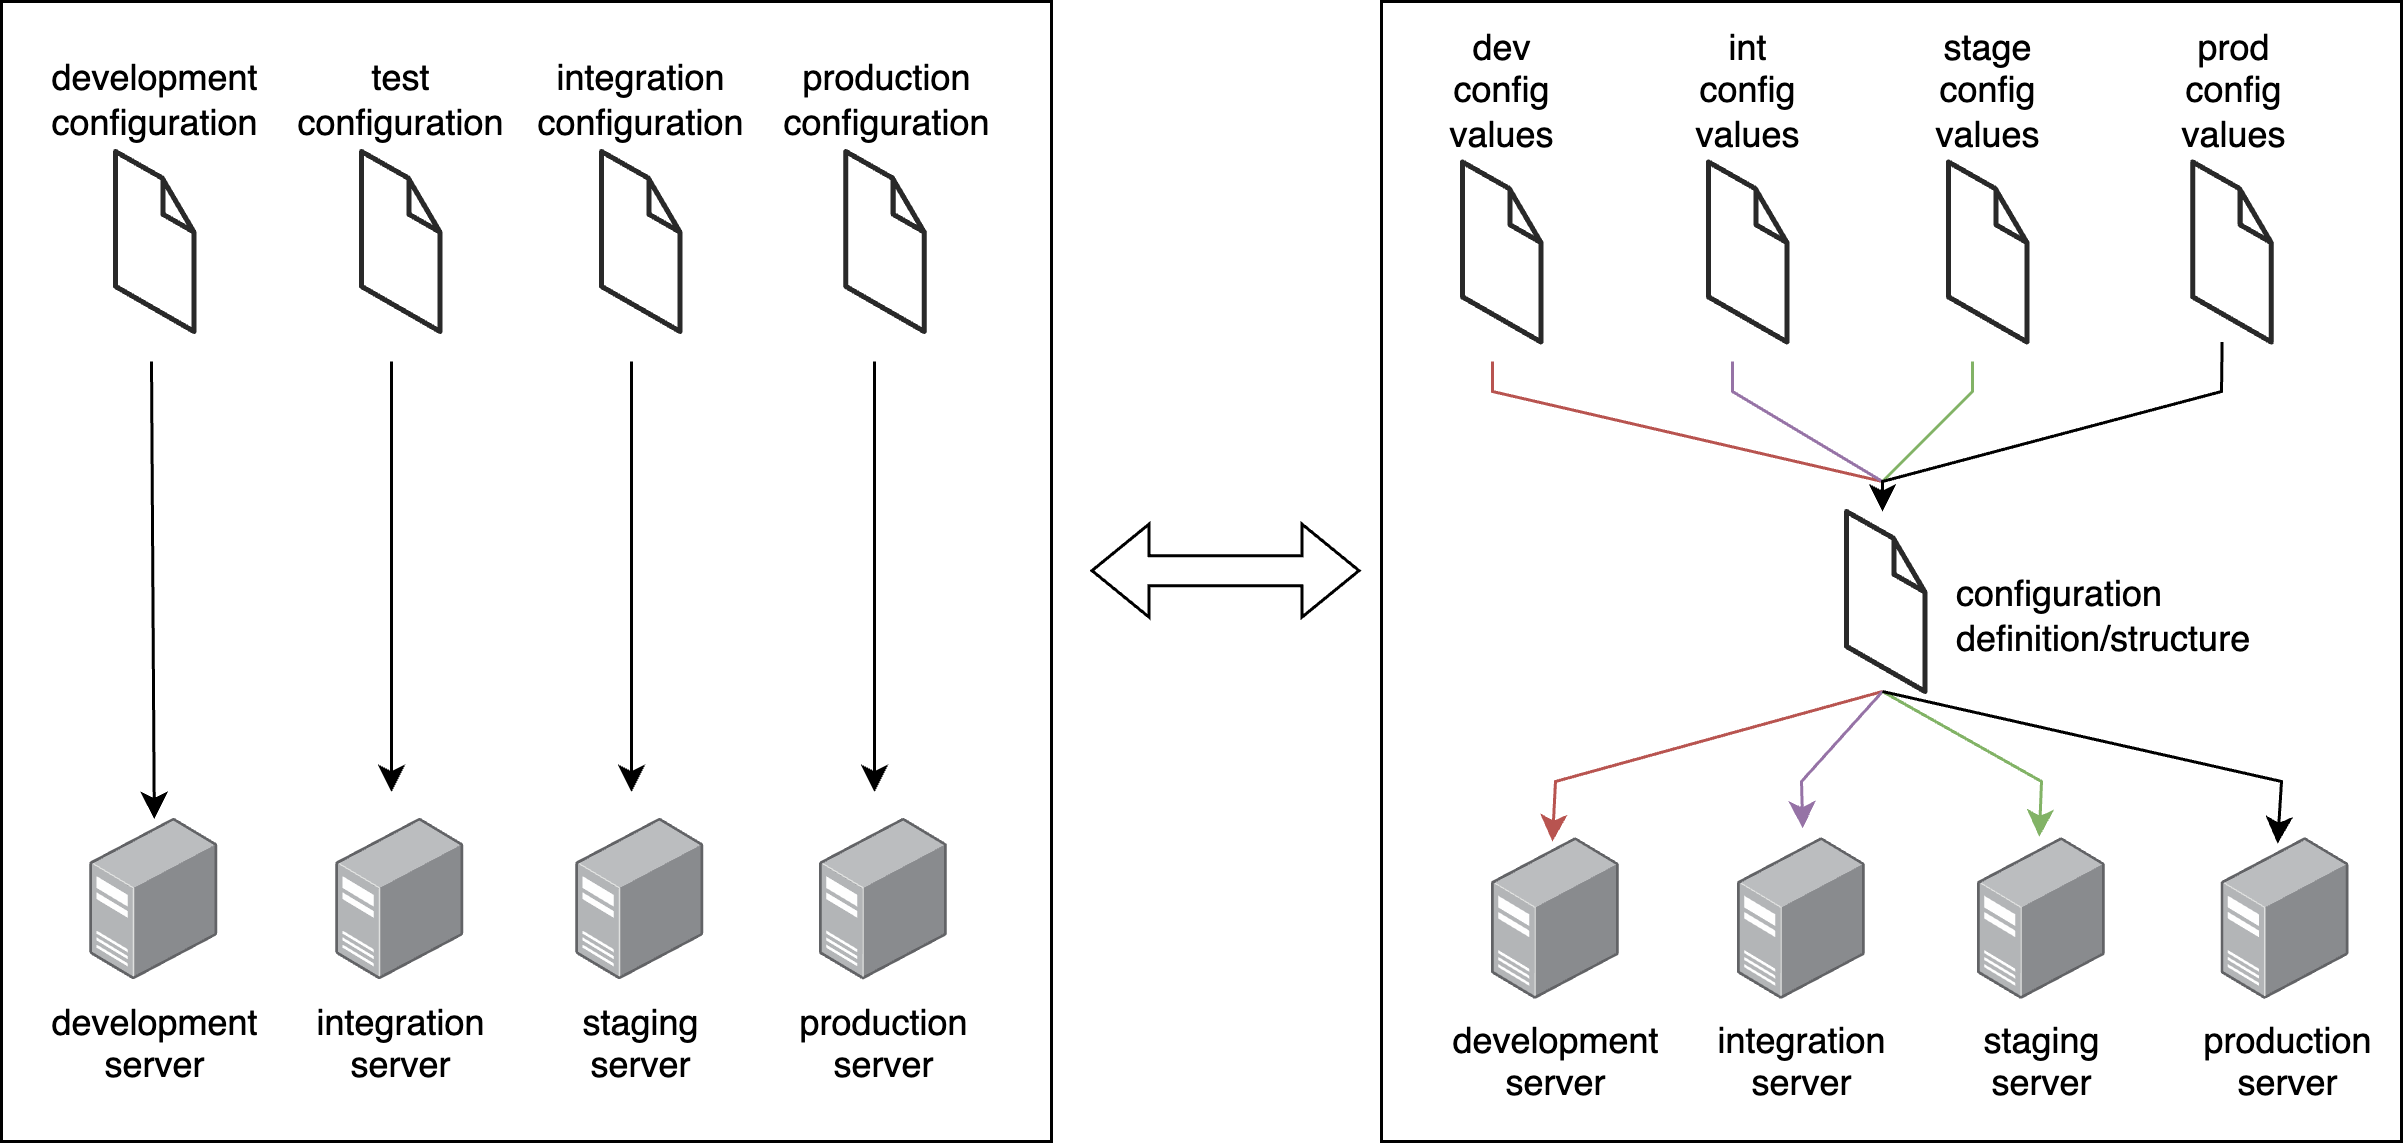 development
configuration
test
configuration
integration
configuration
production
configuration
development
server
integration
server
staging
server
production
server
dev
config
values
int
config
values
stage
config
values
prod
config
values
configuration
definition/structure
development
server
integration
server
staging
server
production
server